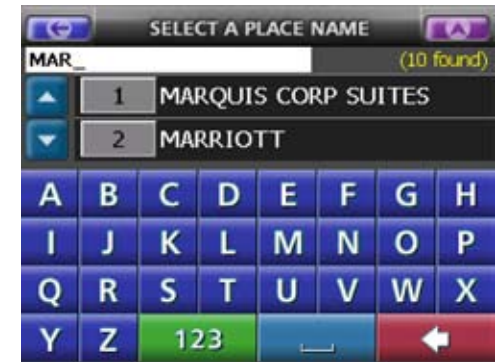 SELECT A PLACE NAME
MAR_ (10 found)
1 MARQUIS CORP SUITES
2 MARRIOTT
A B C D E F G H
I J K L M N O P
Q R S T U V W X
Y Z 123